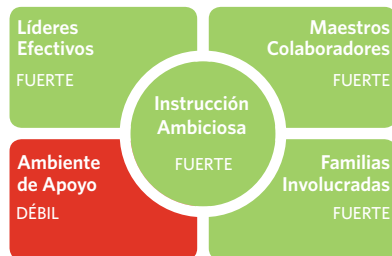 Líderes
Efectivos
FUERTE
Maestros
Colaboradores
FUERTE
Instrucción
Ambiciosa
FUERTE
Ambiente
de Apoyo
DÉBIL
Familias
Involucradas
FUERTE